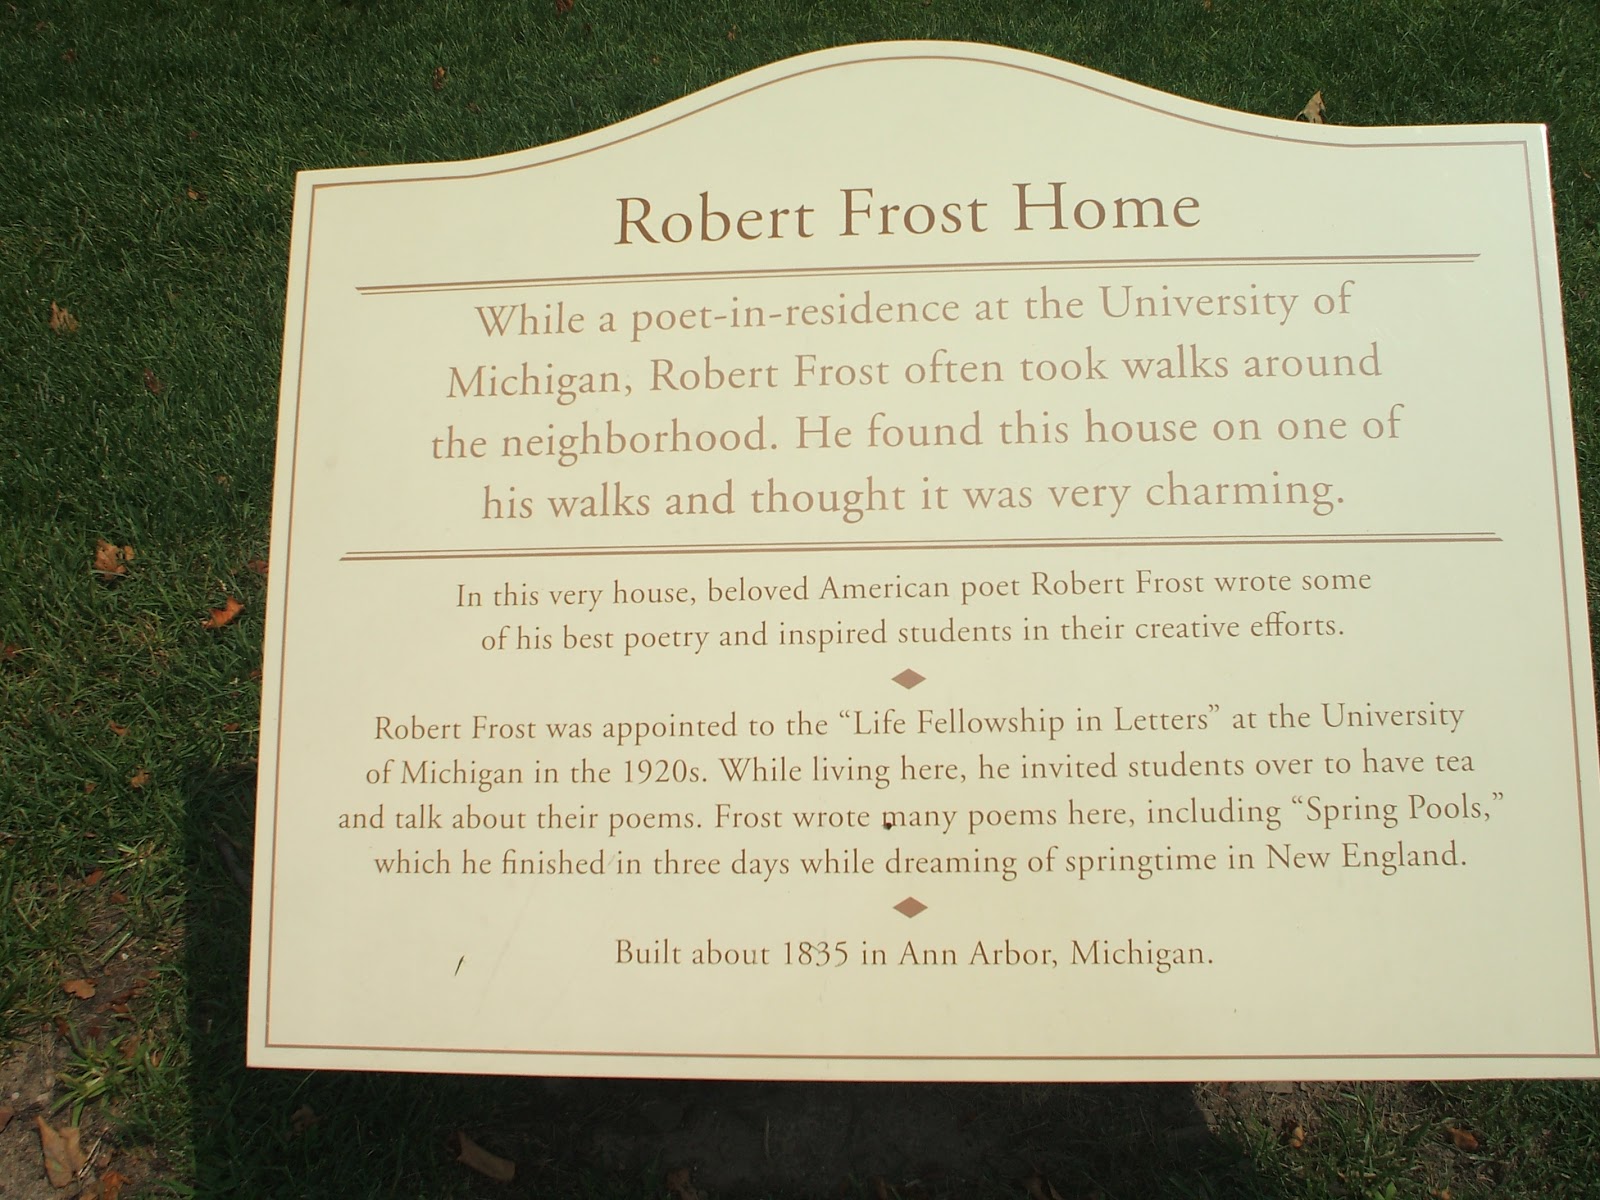 Robert Frost Home
While a poet-in-residence at the University of
Michigan, Robert Frost often took walks around
the neighborhood. He found this house on one of
his walks and thought it was very charming.
In this very house, beloved American poet Robert Frost wrote some
of his best poetry and inspired students in their creative efforts.
Robert Frost was appointed to the “Life Fellowship in Letters” at the University
of Michigan in the 1920s. While living here, he invited students over to have tea
and talk about their poems. Frost wrote many poems here, including “Spring Pools,”
which he finished in three days while dreaming of springtime in New England.
Built about 1835 in Ann Arbor, Michigan.